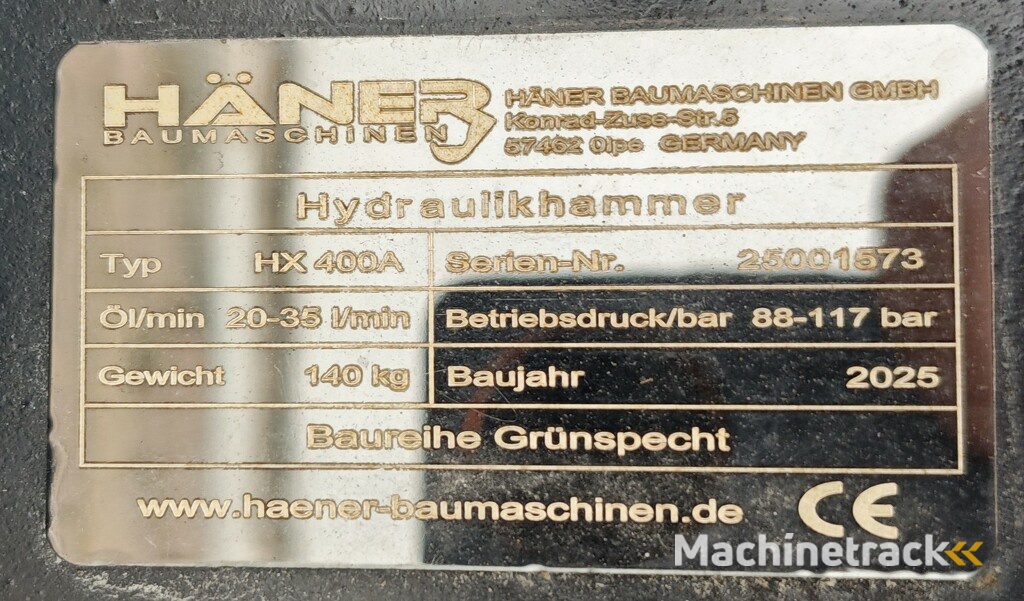 HÄNER
BAUMASCHINEN
HÄNER BAUMASCHINEN GMBH
Konrad-Zuse-Str.5
57462 Olpe GERMANY
Hydraulikhammer
Typ HX 400A Serien-Nr. 25001573
Öl/min 20-35 l/min Betriebsdruck/bar 88-117 bar
Gewicht 140 kg Baujahr 2025
Baureihe Grünspecht
www.haener-baumaschinen.de CE
Machinetrack